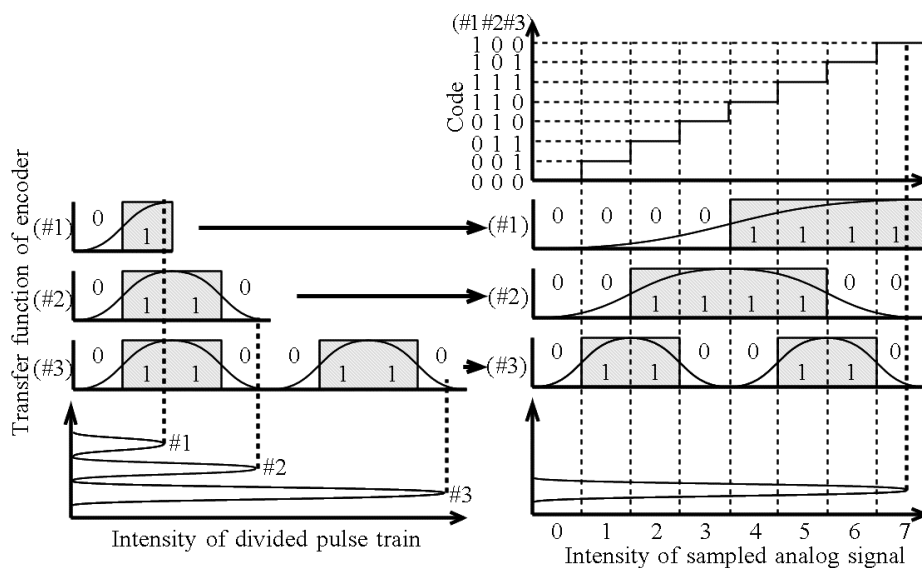 (#1#2#3)
1 0 0
1 0 1
1 1 1
1 1 0
0 1 0
0 1 1
0 0 1
0 0 0
Code
Transfer function of encoder
(#1)
0
1
(#1)
0 0 0 0
1 1 1 1
(#2)
0 0
1 1
(#2)
0 0 0 0
1 1 1 1
(#3)
0 0 0 0
1 1 1 1
(#3)
0 0 0 0
1 1 1 1
#1
#2
#3
Intensity of divided pulse train
0 1 2 3 4 5 6 7
Intensity of sampled analog signal